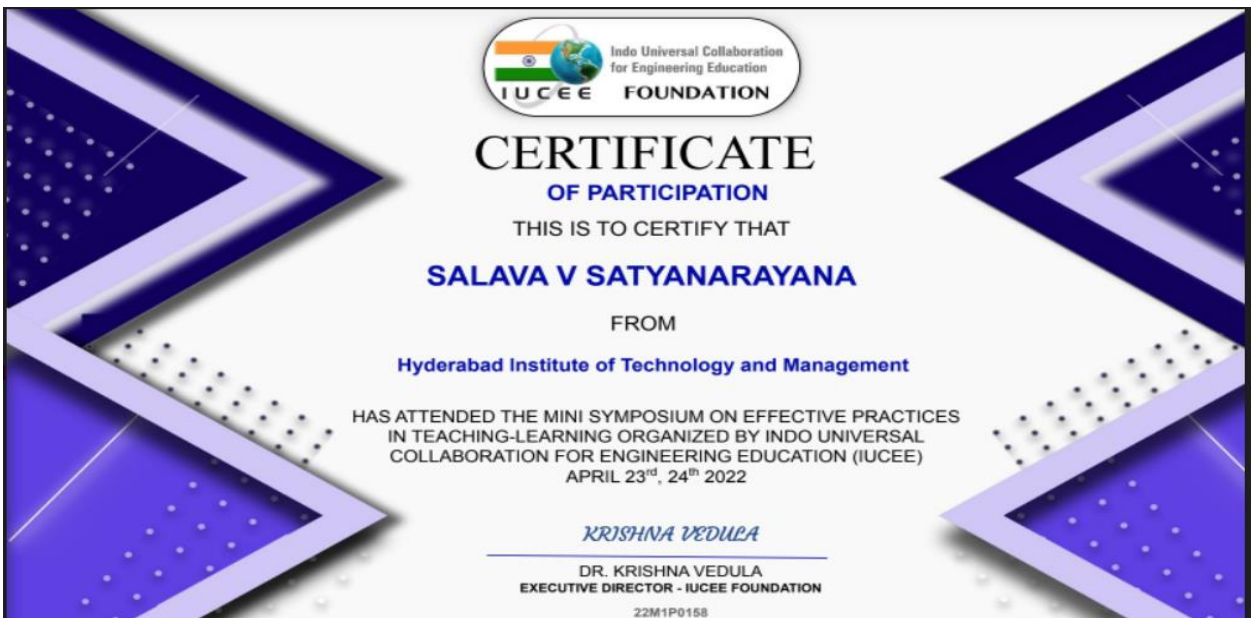 Indo Universal Collaboration
for Engineering Education
IUCEE FOUNDATION
CERTIFICATE
OF PARTICIPATION
THIS IS TO CERTIFY THAT
SALAVA V SATYANARAYANA
FROM
Hyderabad Institute of Technology and Management
HAS ATTENDED THE MINI SYMPOSIUM ON EFFECTIVE PRACTICES
IN TEACHING-LEARNING ORGANIZED BY INDO UNIVERSAL
COLLABORATION FOR ENGINEERING EDUCATION (IUCEE)
APRIL 23rd, 24th 2022
KRISHNA VEDULA
DR. KRISHNA VEDULA
EXECUTIVE DIRECTOR - IUCEE FOUNDATION
22M1P0158